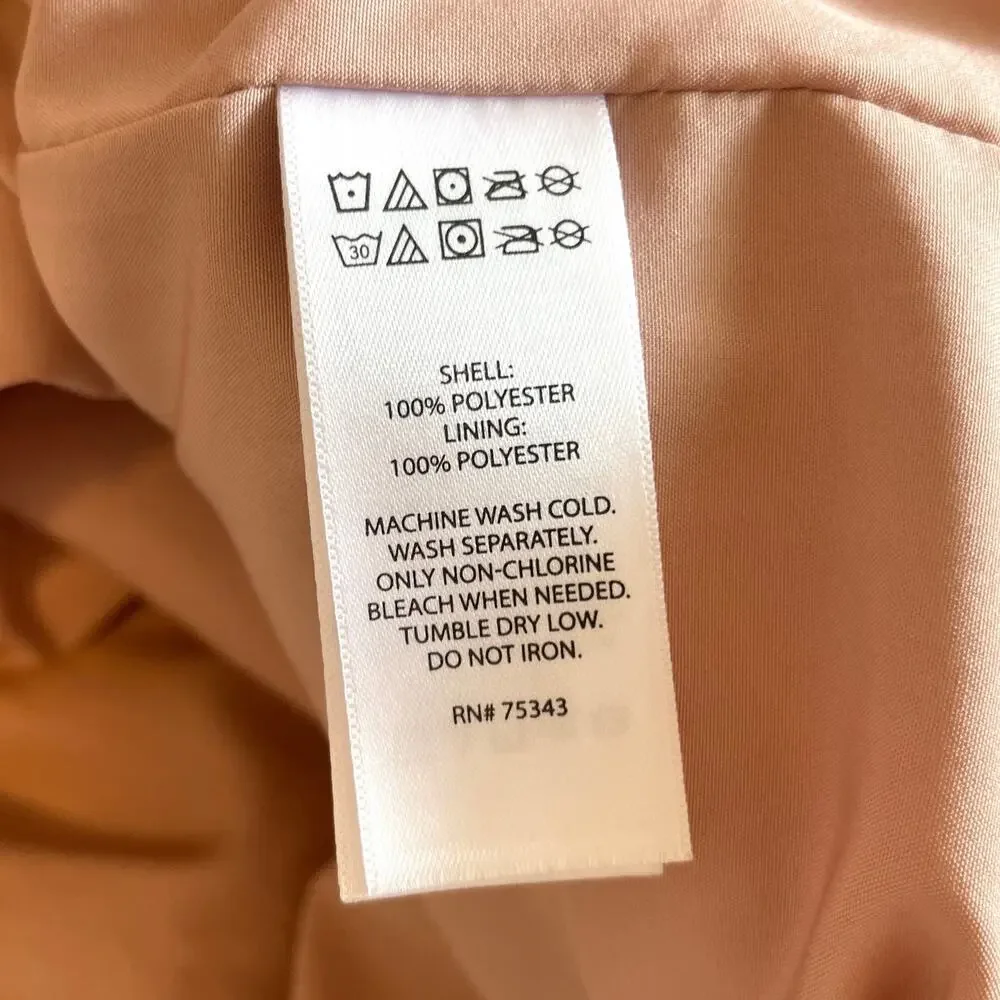 30
SHELL:
100% POLYESTER
LINING:
100% POLYESTER
MACHINE WASH COLD.
WASH SEPARATELY.
ONLY NON-CHLORINE
BLEACH WHEN NEEDED.
TUMBLE DRY LOW.
DO NOT IRON.
RN# 75343